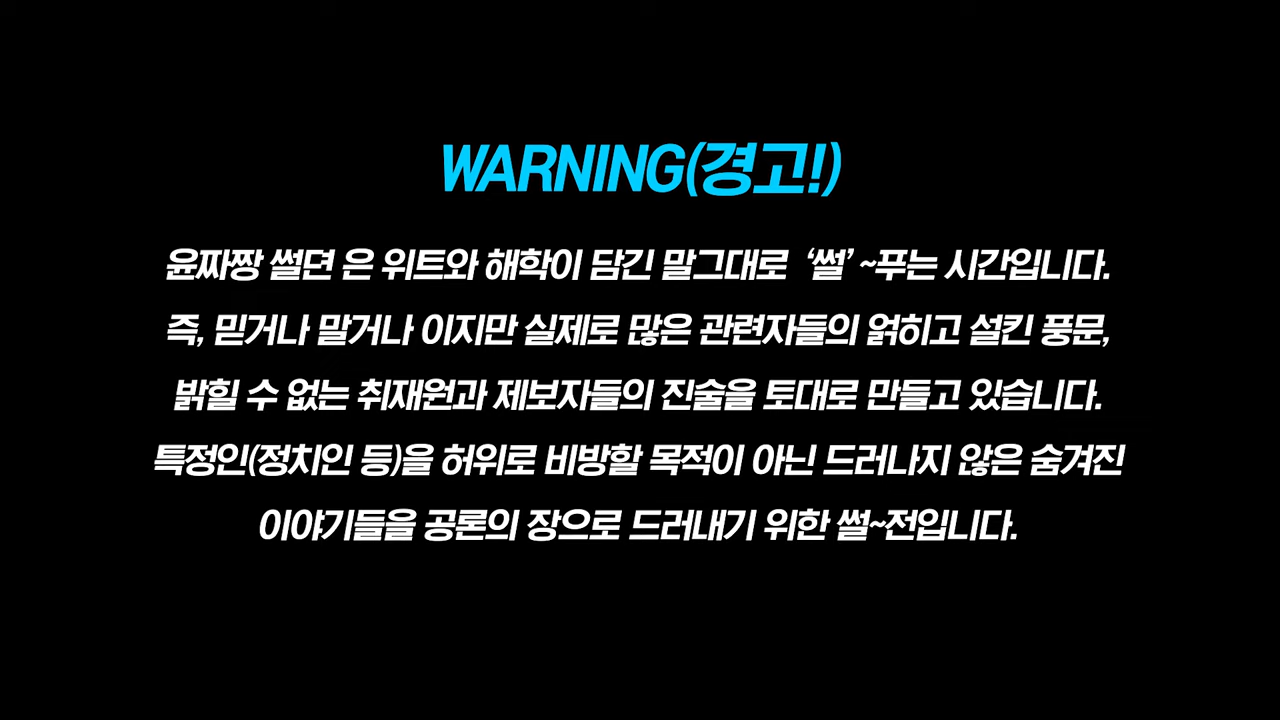 WARNING(경고!)
윤짜짱 썰뎐 은 위트와 해학이 담긴 말그대로 ‘썰’ ~푸는 시간입니다.
즉, 믿거나 말거나 이지만 실제로 많은 관련자들의 얽히고 설킨 풍문,
밝힐 수 없는 취재원과 제보자들의 진술을 토대로 만들고 있습니다.
특정인(정치인 등)을 허위로 비방할 목적이 아닌 드러나지 않은 숨겨진
이야기들을 공론의 장으로 드러내기 위한 썰~전입니다.